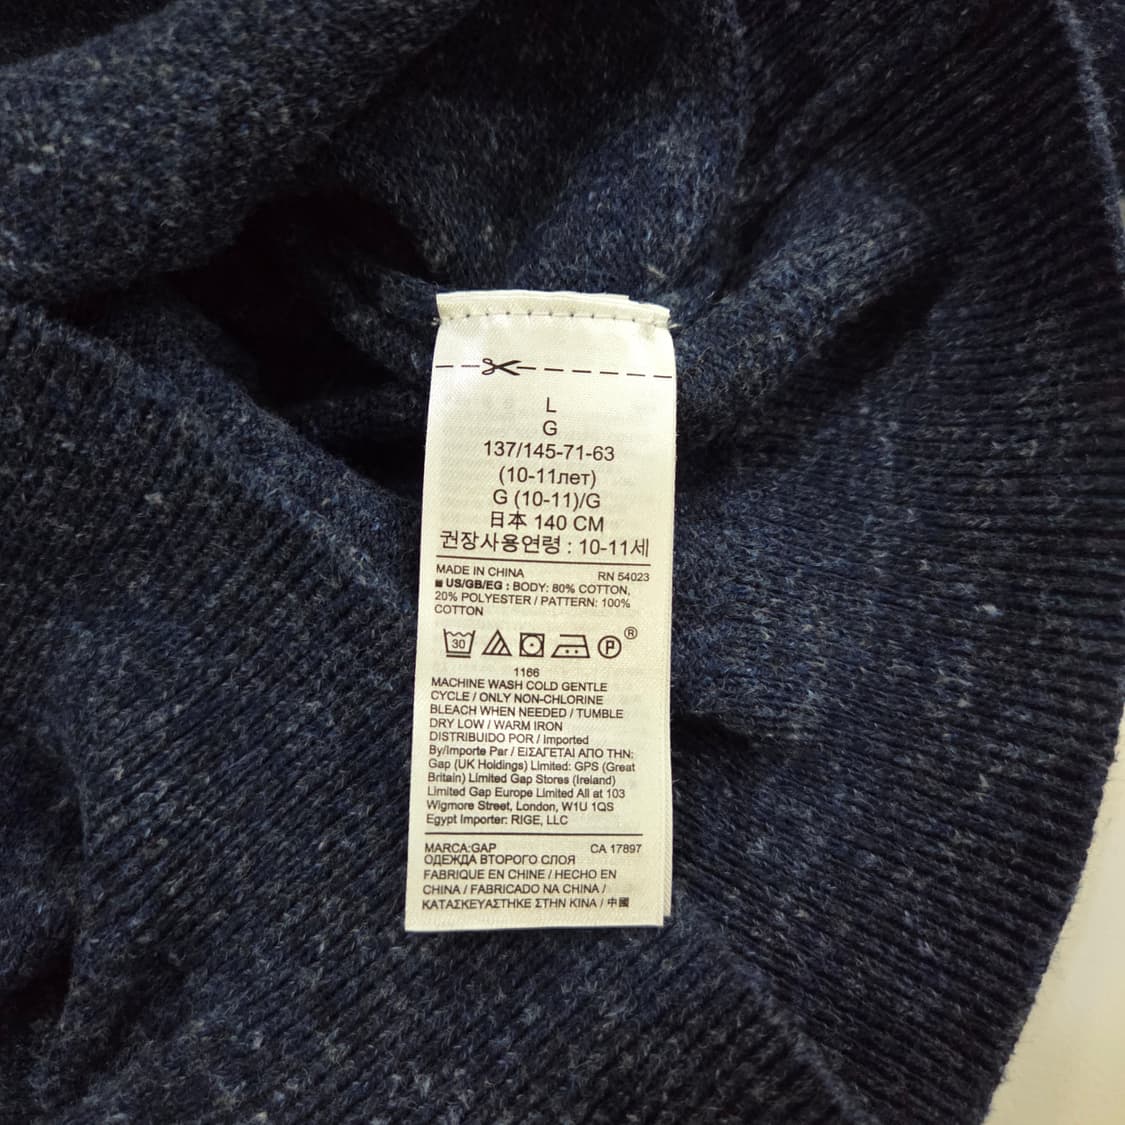 L
G
137/145-71-63
(10-11лет)
G (10-11)/G
日本 140 CM
권장사용연령 : 10-11세
MADE IN CHINA RN 54023
■ US/GB/EG : BODY: 80% COTTON,
20% POLYESTER / PATTERN: 100%
COTTON
30 P ®
1166
MACHINE WASH COLD GENTLE
CYCLE / ONLY NON-CHLORINE
BLEACH WHEN NEEDED / TUMBLE
DRY LOW / WARM IRON
DISTRIBUIDO POR / Imported
By/Importe Par / ΕΙΣΑΓΕΤΑΙ ΑΠΟ ΤΗΝ:
Gap (UK Holdings) Limited: GPS (Great
Britain) Limited Gap Stores (Ireland)
Limited Gap Europe Limited All at 103
Wigmore Street, London, W1U 1QS
Egypt Importer: RIGE, LLC
MARCA:GAP CA 17897
ОДЕЖДА ВТОРОГО СЛОЯ
FABRIQUE EN CHINE / HECHO EN
CHINA / FABRICADO NA CHINA /
ΚΑΤΑΣΚΕΥΑΣΤΗΚΕ ΣΤΗΝ ΚΙΝΑ / 中國